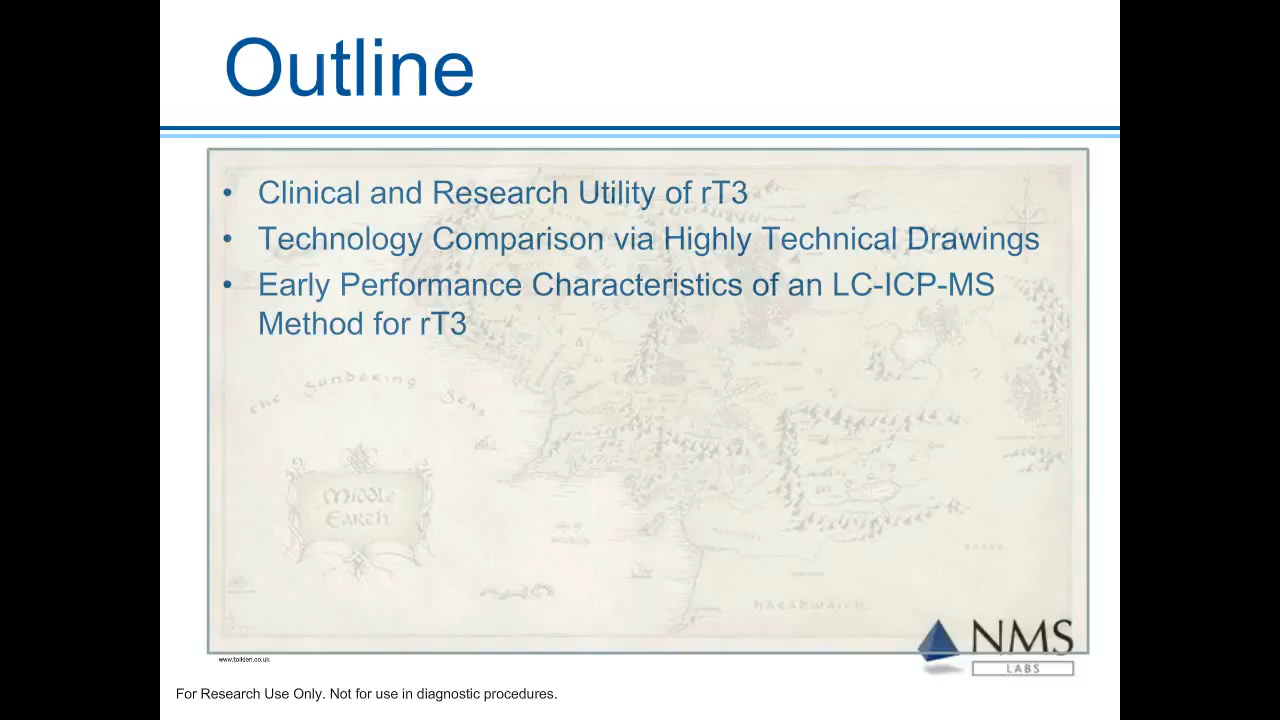 Outline
• Clinical and Research Utility of rT3
• Technology Comparison via Highly Technical Drawings
• Early Performance Characteristics of an LC-ICP-MS
Method for rT3
The Sundering Seas
Middle
Earth
Haradwaith
NMS
LABS
www.tolkien.co.uk
For Research Use Only. Not for use in diagnostic procedures.